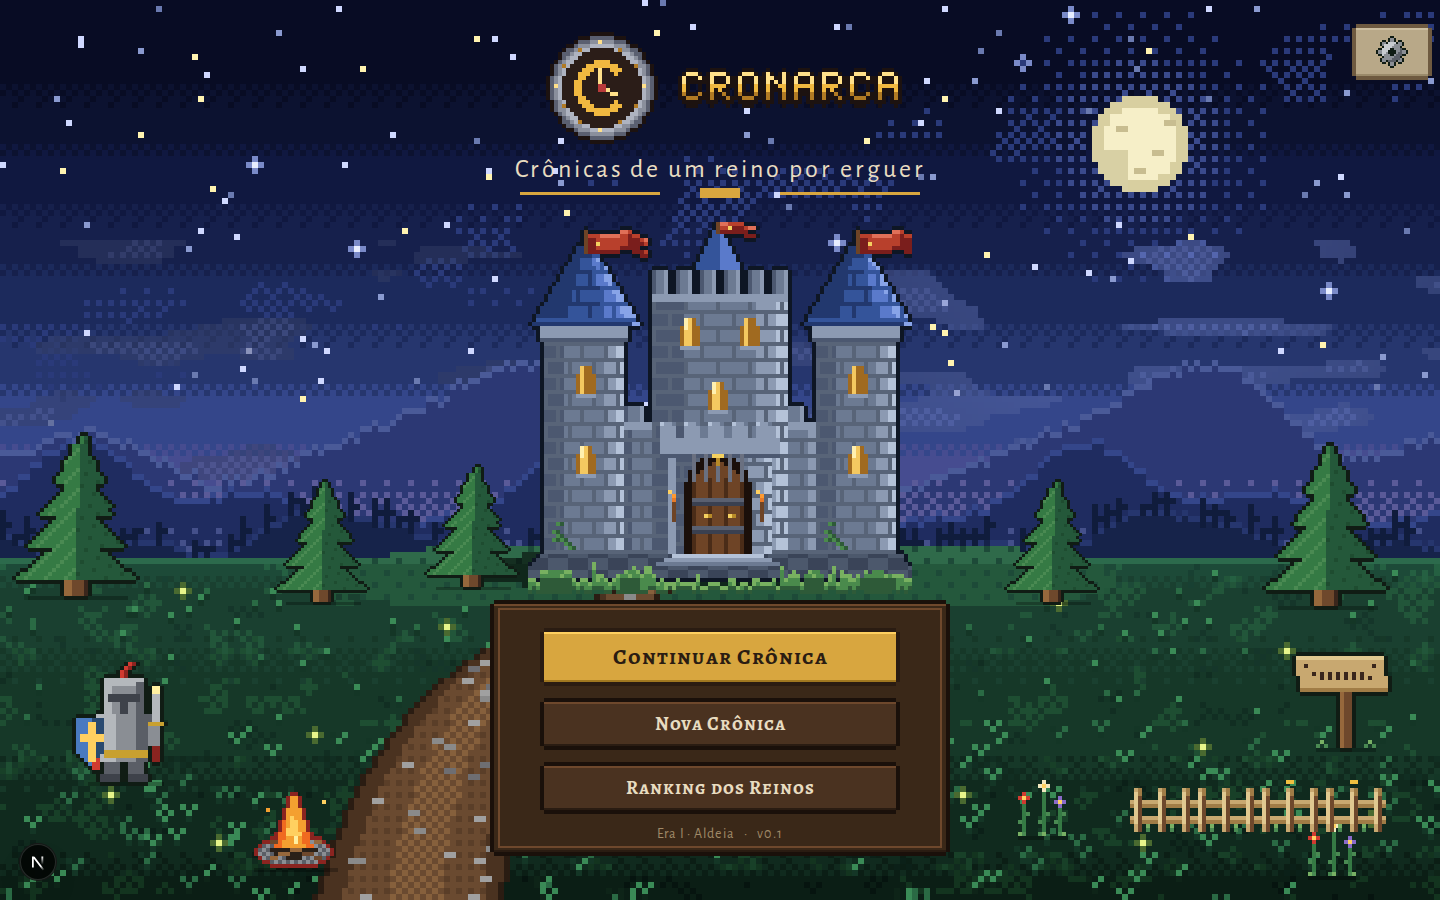 CRONARCA
Crônicas de um reino por erguer
Continuar Crônica
Nova Crônica
Ranking dos Reinos
Era I · Aldeia · v0.1
N